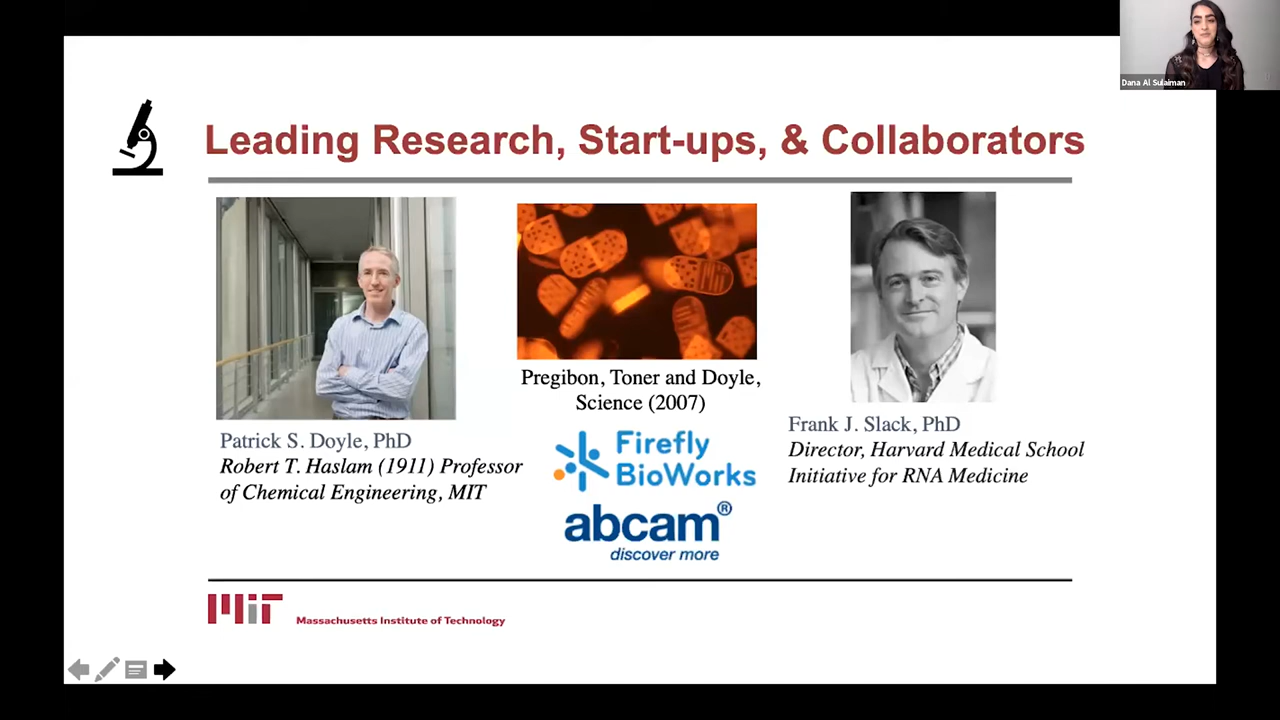 Dana Al Sulaiman
Leading Research, Start-ups, & Collaborators
Pregibon, Toner and Doyle,
Science (2007)
Patrick S. Doyle, PhD
Robert T. Haslam (1911) Professor
of Chemical Engineering, MIT
Firefly
BioWorks
abcam®
discover more
Frank J. Slack, PhD
Director, Harvard Medical School
Initiative for RNA Medicine
MIT
Massachusetts Institute of Technology